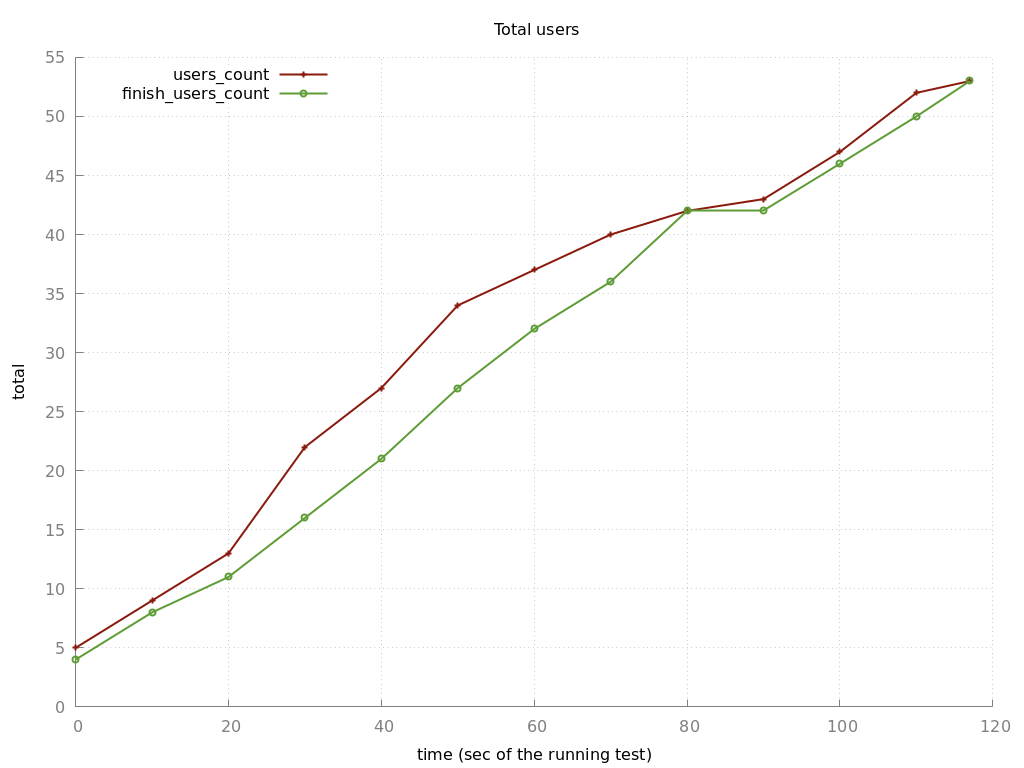 Total users
users_count
finish_users_count
55
50
45
40
35
30
25
20
15
10
5
0
total
0 20 40 60 80 100 120
time (sec of the running test)